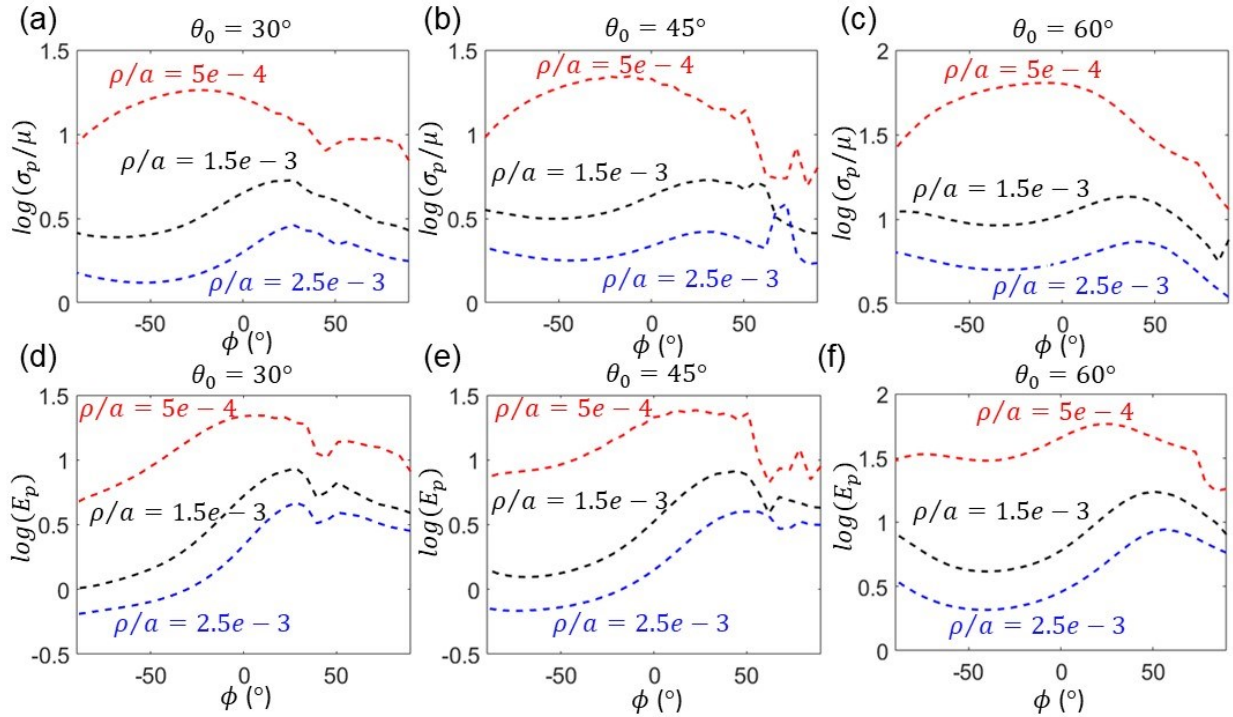 (a)
θ₀ = 30°
1.5
1
0.5
0
log(σₚ/μ)
ρ/a = 5e − 4
ρ/a = 1.5e − 3
ρ/a = 2.5e − 3
-50
0
50
ϕ (°)
(b)
θ₀ = 45°
1.5
1
0.5
0
log(σₚ/μ)
ρ/a = 5e − 4
ρ/a = 1.5e − 3
ρ/a = 2.5e − 3
-50
0
50
ϕ (°)
(c)
θ₀ = 60°
2
1.5
1
0.5
log(σₚ/μ)
ρ/a = 5e − 4
ρ/a = 1.5e − 3
ρ/a = 2.5e − 3
-50
0
50
ϕ (°)
(d)
θ₀ = 30°
1.5
1
0.5
0
-0.5
log(Eₚ)
ρ/a = 5e − 4
ρ/a = 1.5e − 3
ρ/a = 2.5e − 3
-50
0
50
ϕ (°)
(e)
θ₀ = 45°
1.5
1
0.5
0
-0.5
log(Eₚ)
ρ/a = 5e − 4
ρ/a = 1.5e − 3
ρ/a = 2.5e − 3
-50
0
50
ϕ (°)
(f)
θ₀ = 60°
2
1.5
1
0.5
0
log(Eₚ)
ρ/a = 5e − 4
ρ/a = 1.5e − 3
ρ/a = 2.5e − 3
-50
0
50
ϕ (°)